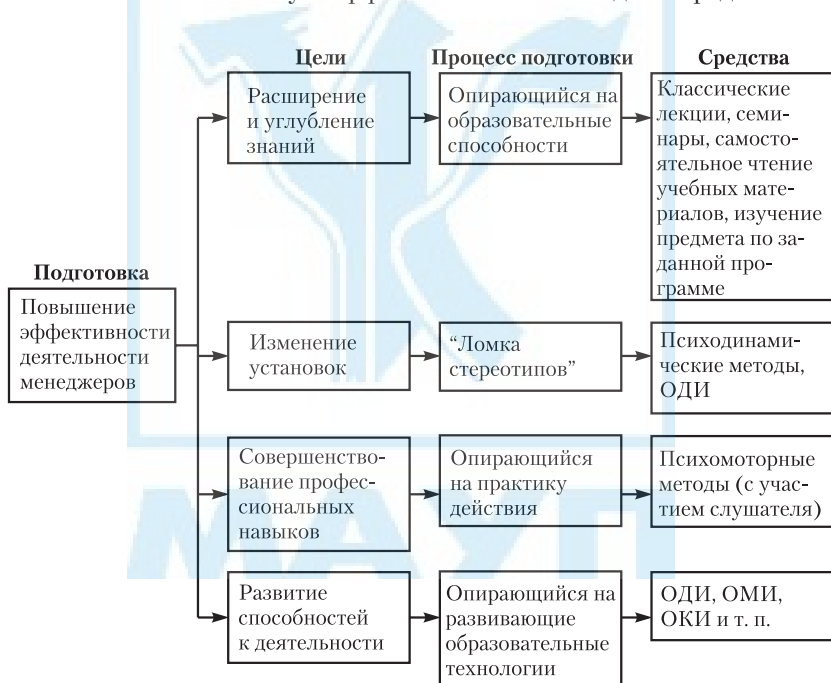 Цели
Процесс подготовки
Средства
Расширение
и углубление
знаний
Опирающийся на
образовательные
способности
Классические
лекции, семи-
нары, самосто-
ятельное чтение
учебных мате-
риалов, изучение
предмета по за-
данной про-
грамме
Подготовка
Повышение
эффективности
деятельности
менеджеров
Изменение
установок
“Ломка
стереотипов”
Психодинами-
ческие методы,
ОДИ
Совершенство-
вание профес-
сиональных
навыков
Опирающийся
на практику
действия
Психомоторные
методы (с учас-
тием слушателя)
Развитие
способностей
к деятельности
Опирающийся на
развивающие
образовательные
технологии
ОДИ, ОМИ,
ОКИ и т. п.
МАУП